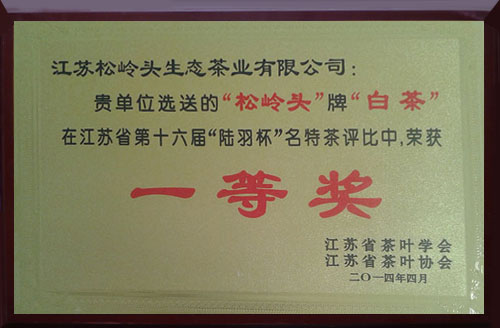 江苏松岭头生态茶业有限公司：
贵单位选送的“松岭头”牌“白茶”
在江苏省第十六届“陆羽杯”名特茶评比中,荣获
一等奖
江苏省茶叶学会
江苏省茶叶协会
二〇一四年四月